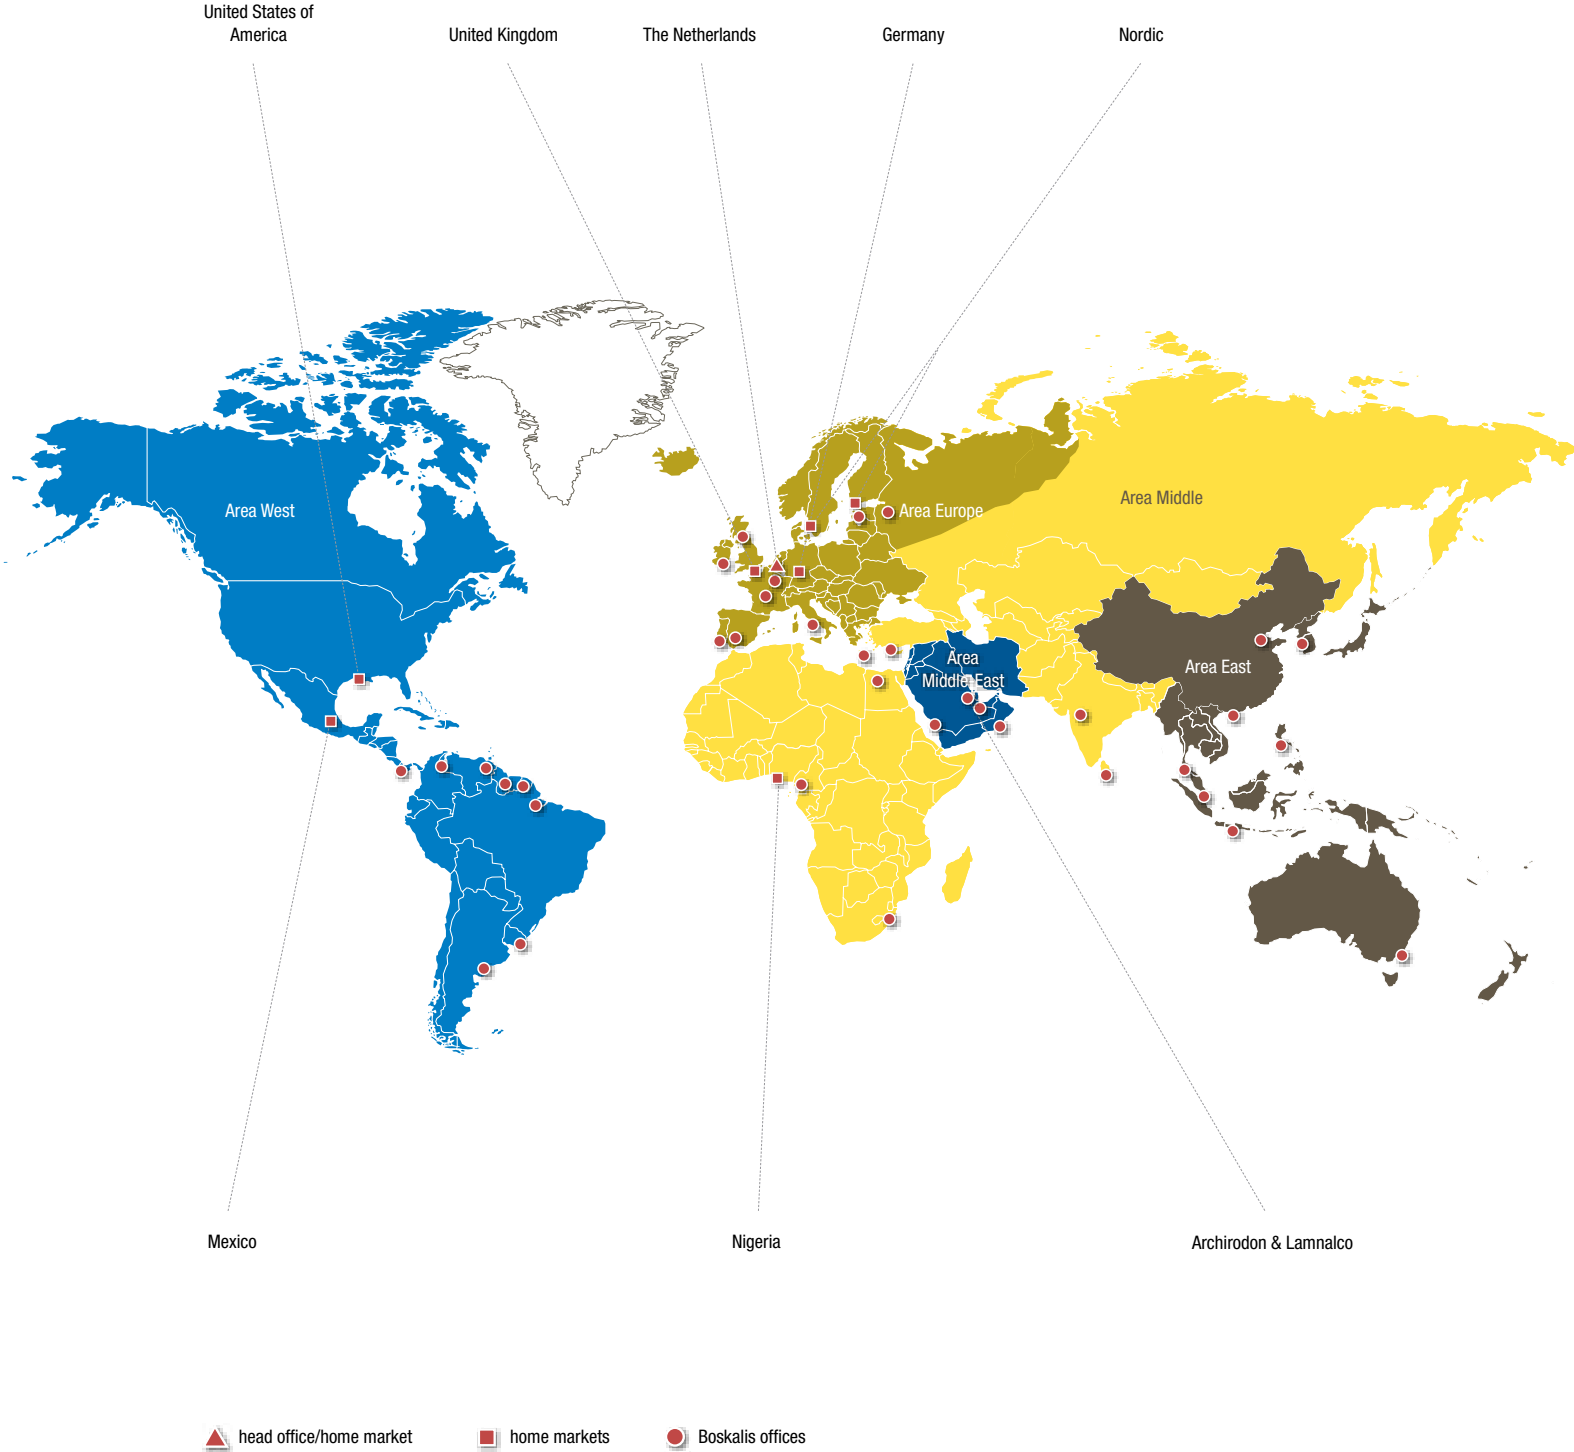 United States of
America
United Kingdom
The Netherlands
Germany
Nordic
Area West
Area Europe
Area Middle
Area
Middle East
Area East
Mexico
Nigeria
Archirodon & Lamnalco
head office/home market
home markets
Boskalis offices